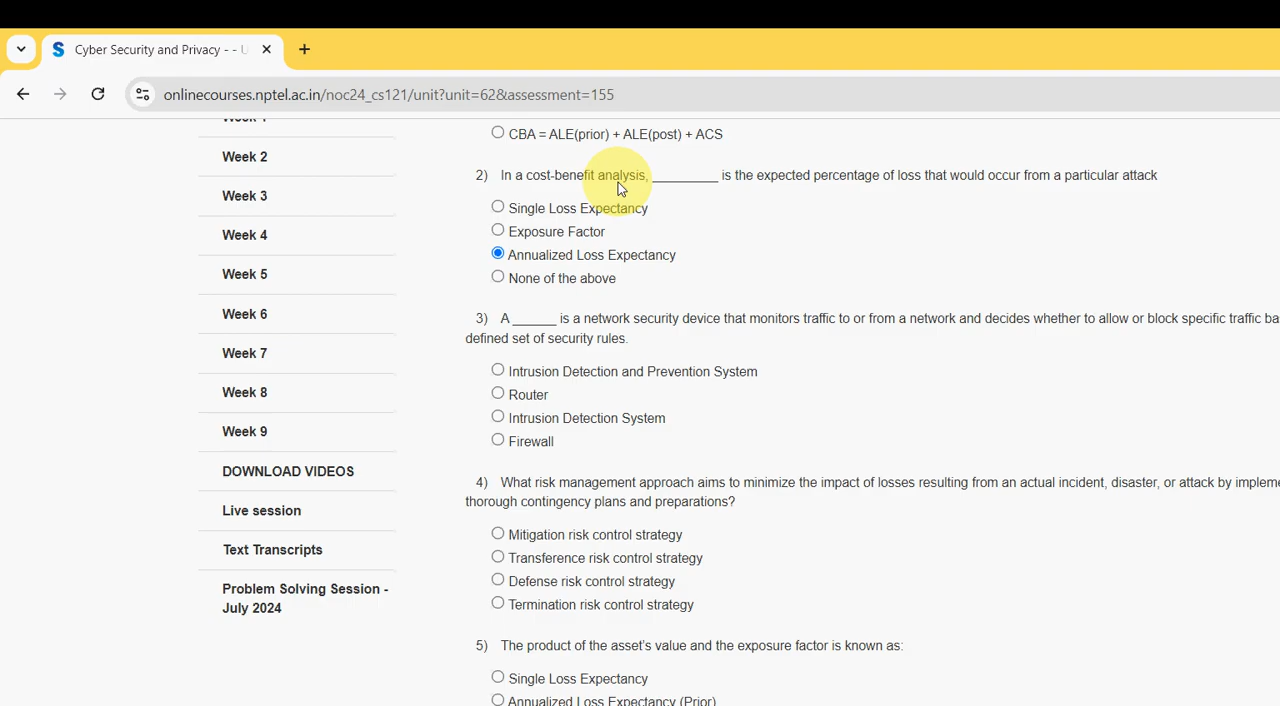 Cyber Security and Privacy - - U
onlinecourses.nptel.ac.in/noc24_cs121/unit?unit=62&assessment=155
Week 1
Week 2
Week 3
Week 4
Week 5
Week 6
Week 7
Week 8
Week 9
DOWNLOAD VIDEOS
Live session
Text Transcripts
Problem Solving Session -
July 2024
CBA = ALE(prior) + ALE(post) + ACS
2) In a cost-benefit analysis, _________ is the expected percentage of loss that would occur from a particular attack
Single Loss Expectancy
Exposure Factor
Annualized Loss Expectancy
None of the above
3) A ______ is a network security device that monitors traffic to or from a network and decides whether to allow or block specific traffic ba
defined set of security rules.
Intrusion Detection and Prevention System
Router
Intrusion Detection System
Firewall
4) What risk management approach aims to minimize the impact of losses resulting from an actual incident, disaster, or attack by impleme
thorough contingency plans and preparations?
Mitigation risk control strategy
Transference risk control strategy
Defense risk control strategy
Termination risk control strategy
5) The product of the asset's value and the exposure factor is known as:
Single Loss Expectancy
Annualized Loss Expectancy (Prior)